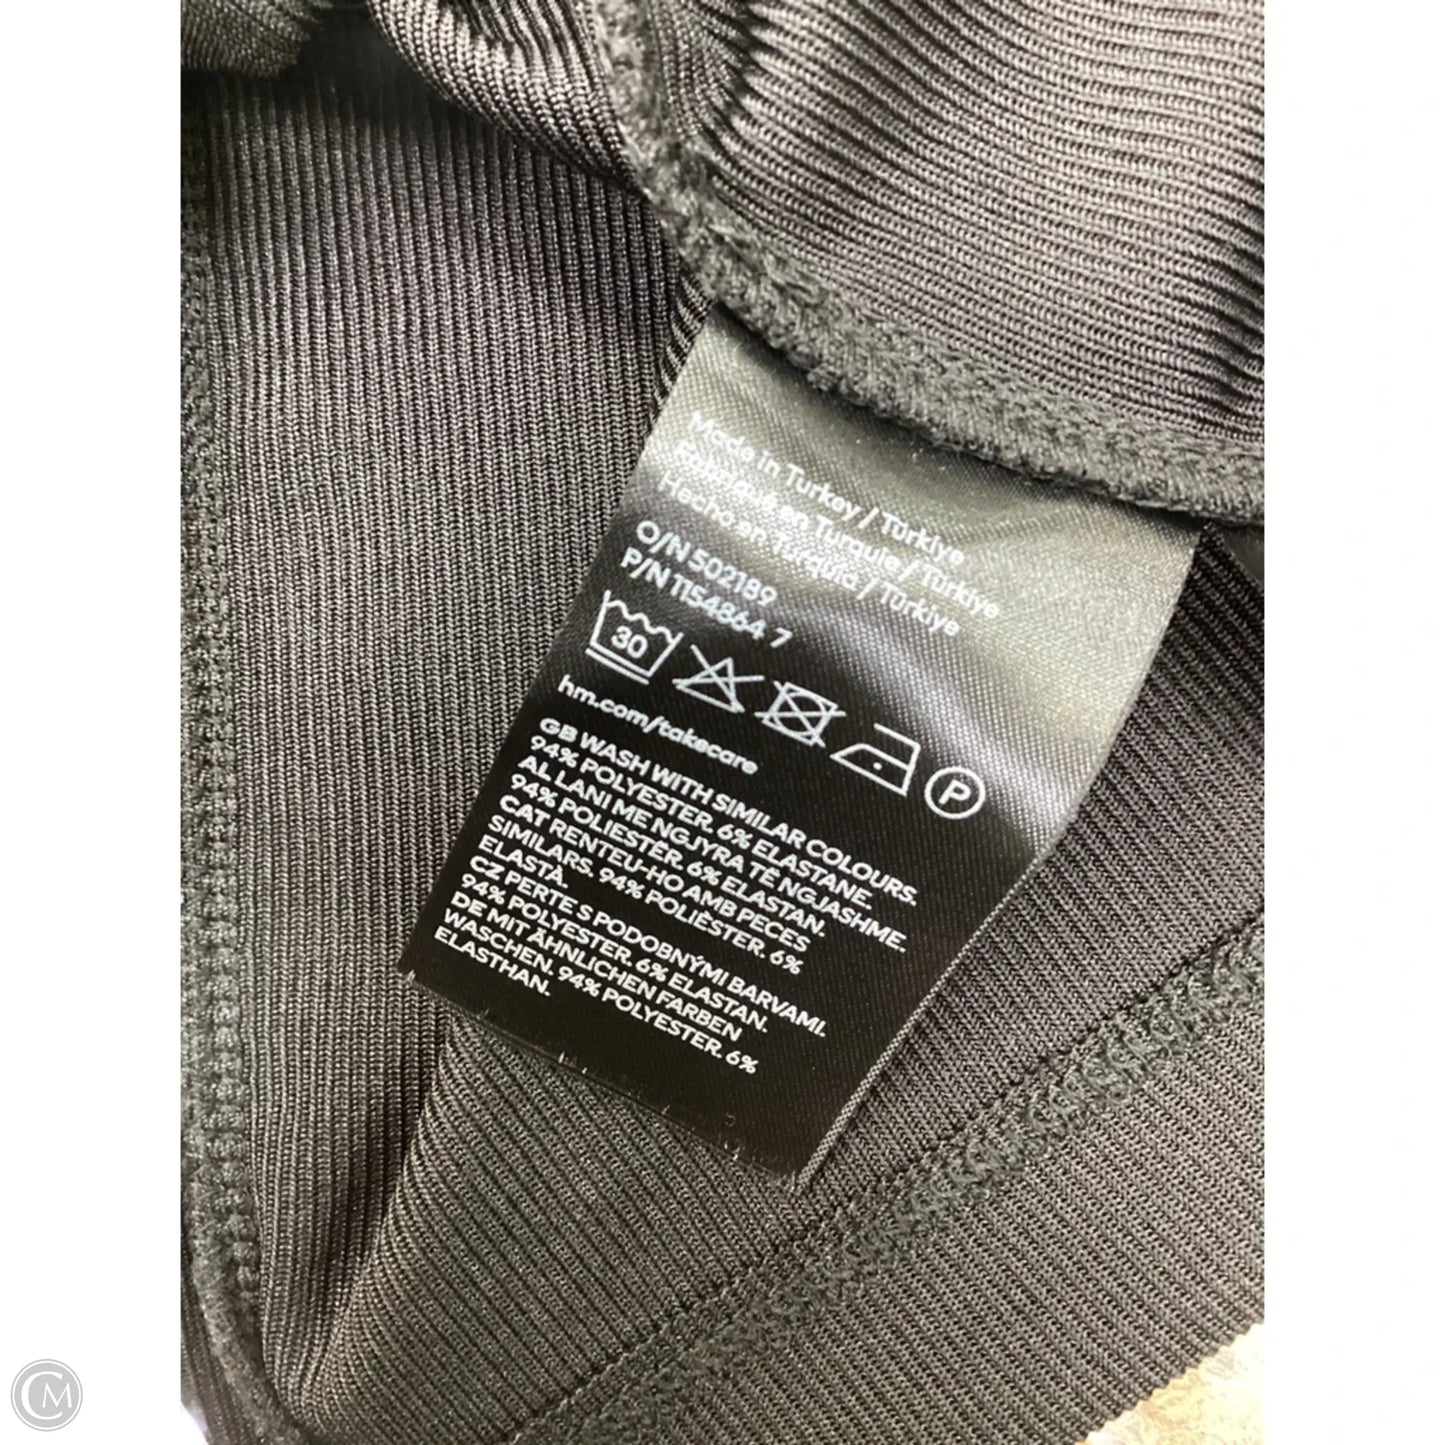 Made in Turkey / Türkiye
Fabriqué en Turquie / Türkiye
Hecho en Turquía / Türkiye
O/N 502189
P/N 1154864 7
30
P
hm.com/takecare
GB WASH WITH SIMILAR COLOURS.
94% POLYESTER. 6% ELASTANE.
AL LANI ME NGJYRA TË NGJASHME.
94% POLIESTËR. 6% ELASTAN.
CAT RENTEU-HO AMB PECES
SIMILARS. 94% POLIÈSTER. 6%
ELASTÀ.
CZ PERTE S PODOBNÝMI BARVAMI.
94% POLYESTER. 6% ELASTAN.
DE MIT ÄHNLICHEN FARBEN
WASCHEN. 94% POLYESTER. 6%
ELASTHAN.
CM